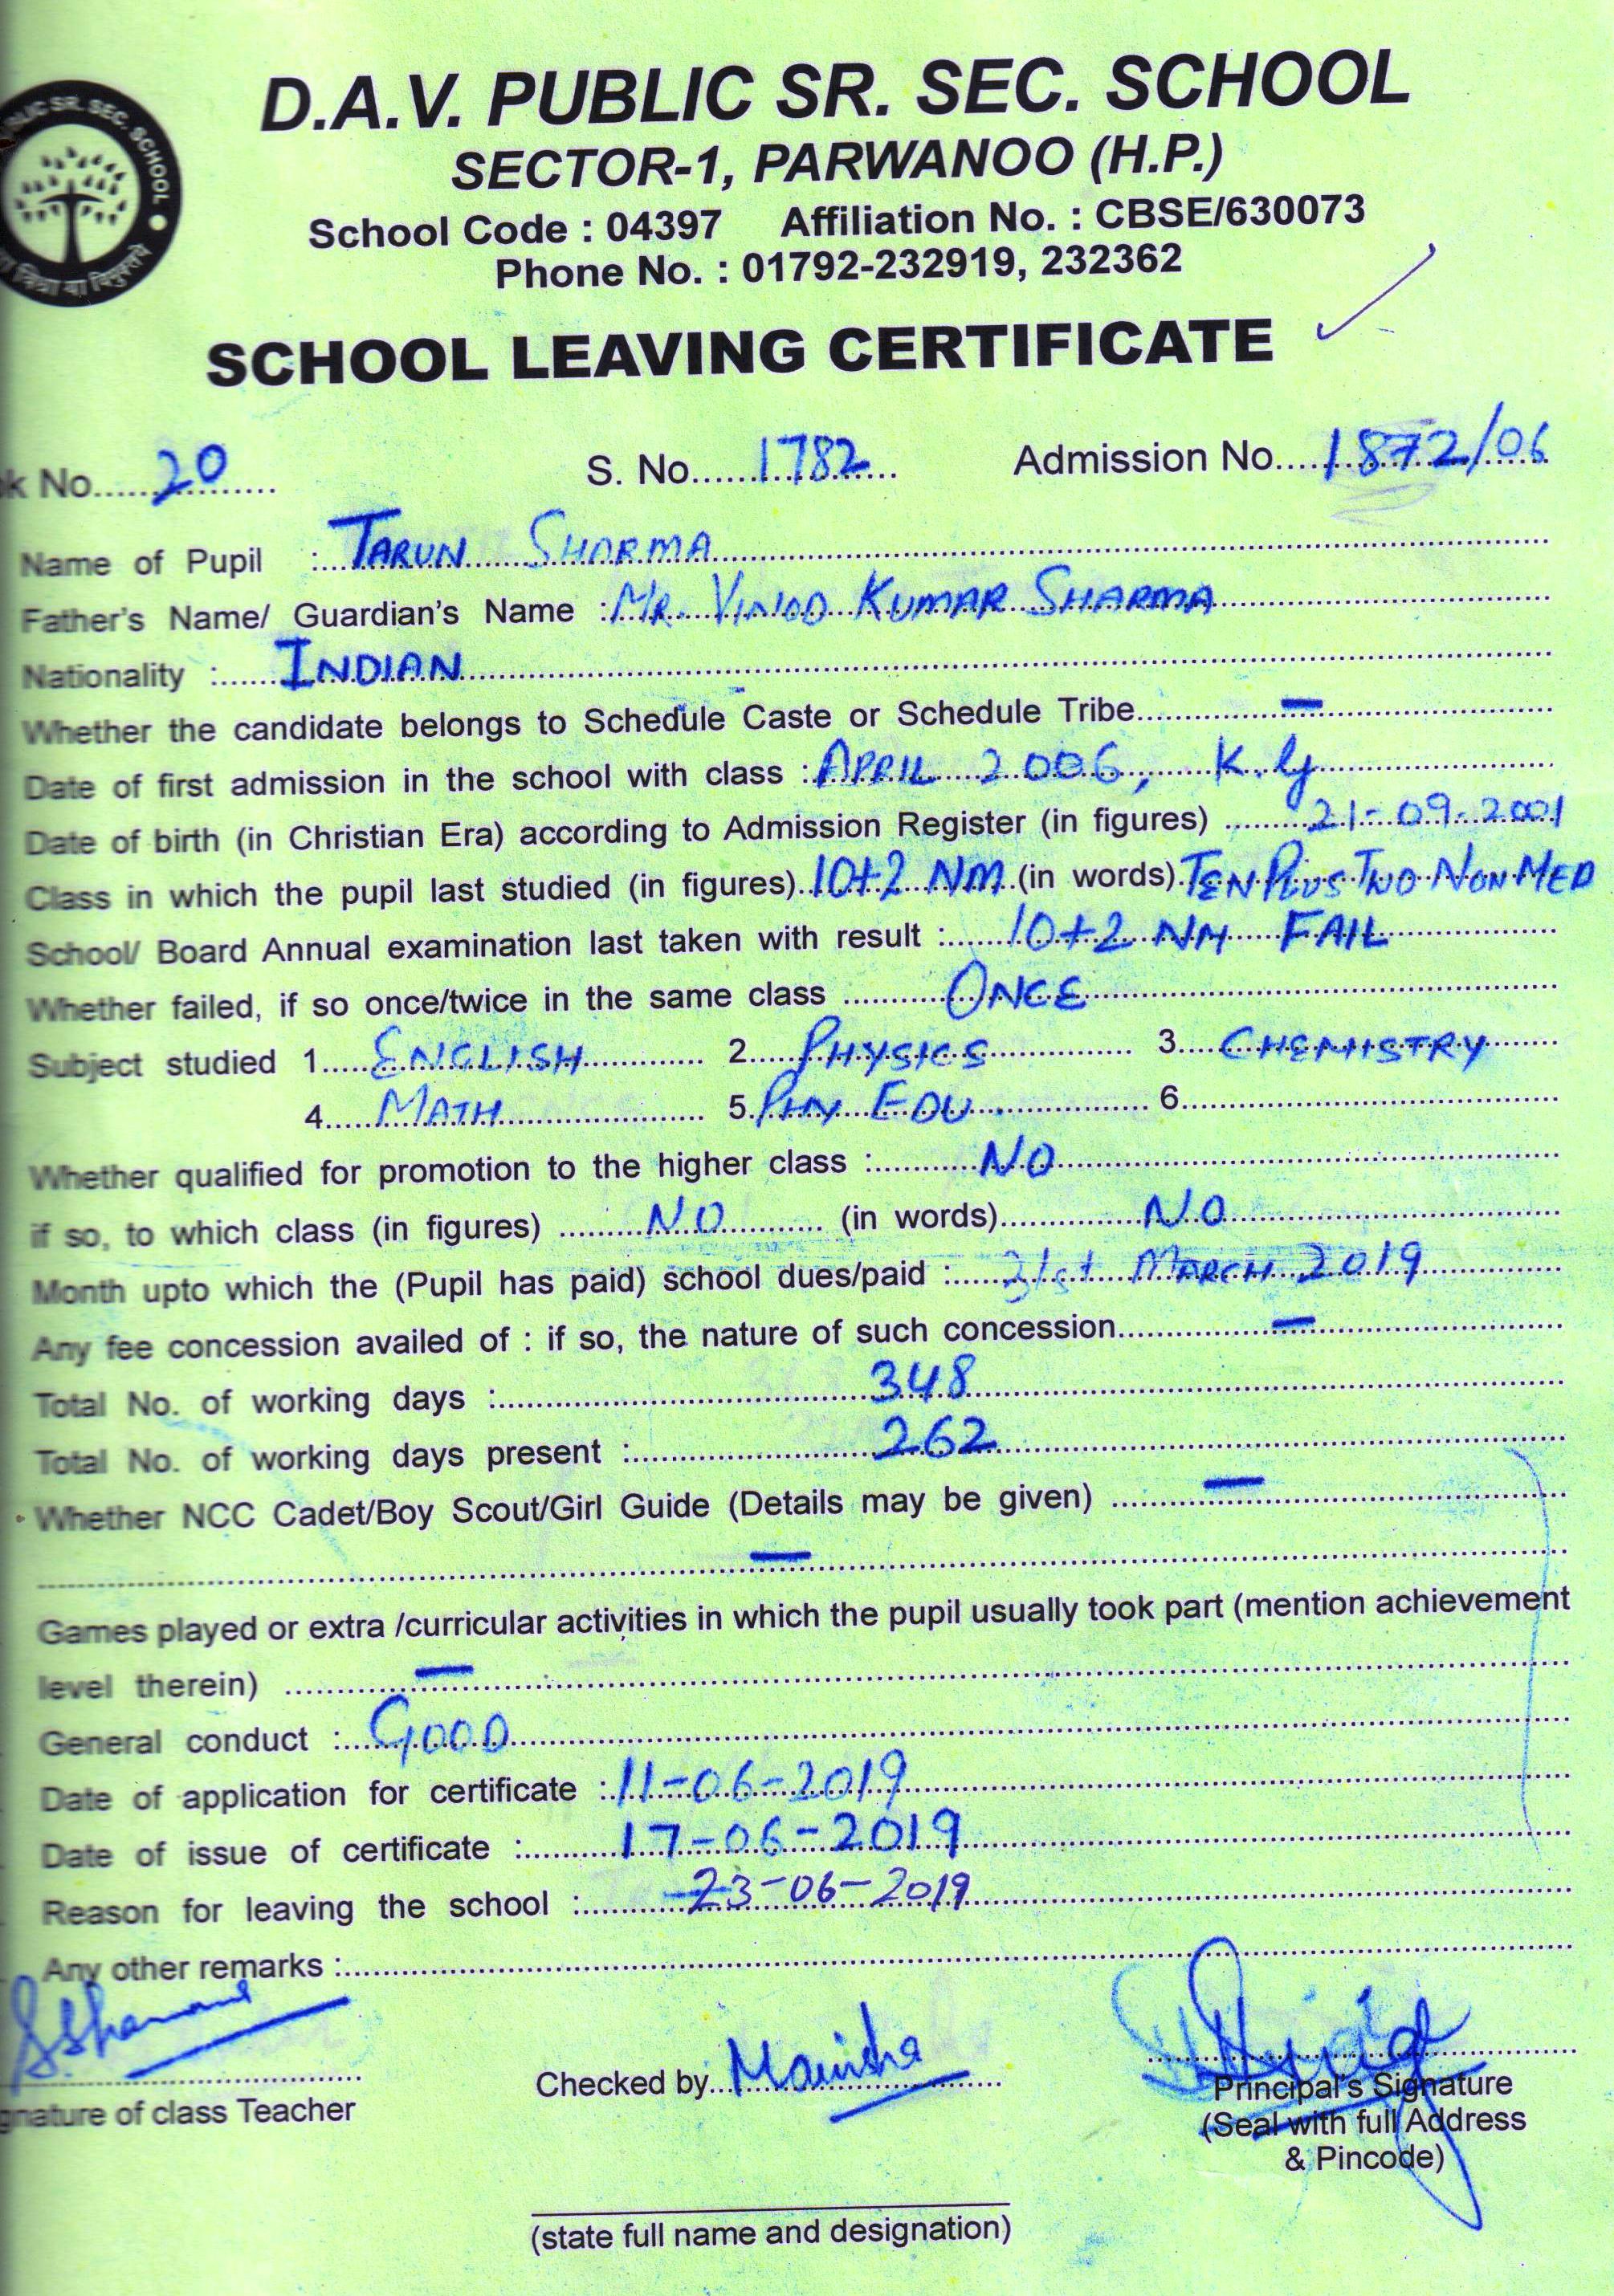 D.A.V. PUBLIC SR. SEC. SCHOOL
SECTOR-1, PARWANOO (H.P.)
School Code : 04397 Affiliation No. : CBSE/630073
Phone No. : 01792-232919, 232362
PUBLIC SR. SEC. SCHOOL
SCHOOL LEAVING CERTIFICATE
k No......20.......... S. No......1782...... Admission No....1872/06
Name of Pupil :...TARUN SHARMA
Father's Name/ Guardian's Name :MR. VINOD KUMAR SHARMA
Nationality :......INDIAN
Whether the candidate belongs to Schedule Caste or Schedule Tribe..........—
Date of first admission in the school with class :APRIL 2006, K.G
Date of birth (in Christian Era) according to Admission Register (in figures) ........21-09-2001
Class in which the pupil last studied (in figures).10+2 NM.(in words).TEN PLUS TWO NON MED
School/ Board Annual examination last taken with result :......10+2 NM FAIL
Whether failed, if so once/twice in the same class ..........ONCE
Subject studied 1....ENGLISH.......... 2....PHYSICS.......... 3....CHEMISTRY
4....MATH.......... 5.PHY EDU........... 6..........
Whether qualified for promotion to the higher class :..........NO
if so, to which class (in figures) ........NO......... (in words)............NO
Month upto which the (Pupil has paid) school dues/paid :.....31st MARCH 2019
Any fee concession availed of : if so, the nature of such concession..........—
Total No. of working days :..........348
Total No. of working days present :..........262
Whether NCC Cadet/Boy Scout/Girl Guide (Details may be given) ..........—
..........—..........
Games played or extra /curricular activities in which the pupil usually took part (mention achievement
level therein) ..........—
General conduct :...GOOD
Date of application for certificate :.11-06-2019
Date of issue of certificate :........17-06-2019
Reason for leaving the school :........23-06-2019
Any other remarks :..........
S. Sharma
Checked by..Manisha
gnature of class Teacher
Principal's Signature
(Seal with full Address
& Pincode)
(state full name and designation)